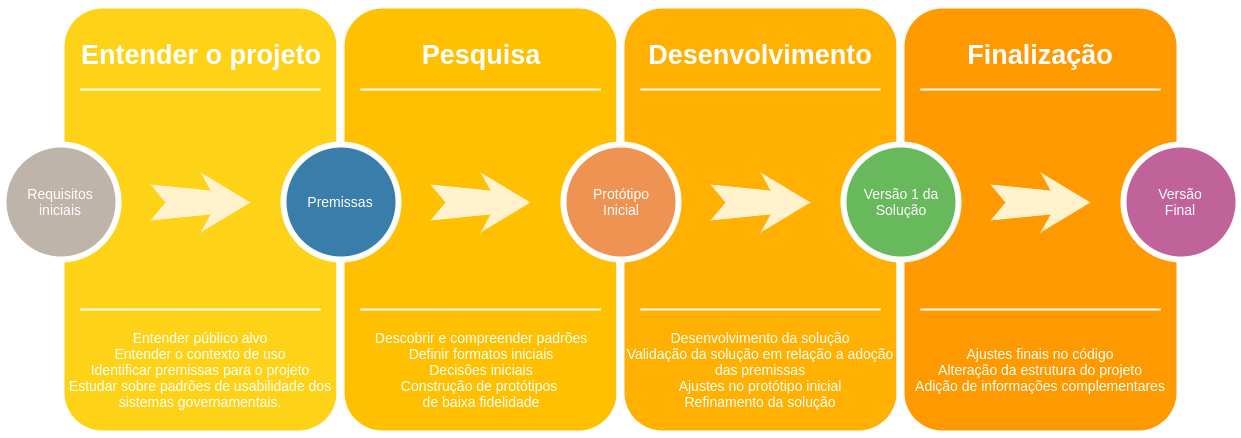 Entender o projeto
Pesquisa
Desenvolvimento
Finalização
Requisitos
iniciais
Premissas
Protótipo
Inicial
Versão 1 da
Solução
Versão
Final
Entender público alvo
Entender o contexto de uso
Identificar premissas para o projeto
Estudar sobre padrões de usabilidade dos
sistemas governamentais.
Descobrir e compreender padrões
Definir formatos iniciais
Decisões iniciais
Construção de protótipos
de baixa fidelidade
Desenvolvimento da solução
Validação da solução em relação a adoção
das premissas
Ajustes no protótipo inicial
Refinamento da solução
Ajustes finais no código
Alteração da estrutura do projeto
Adição de informações complementares